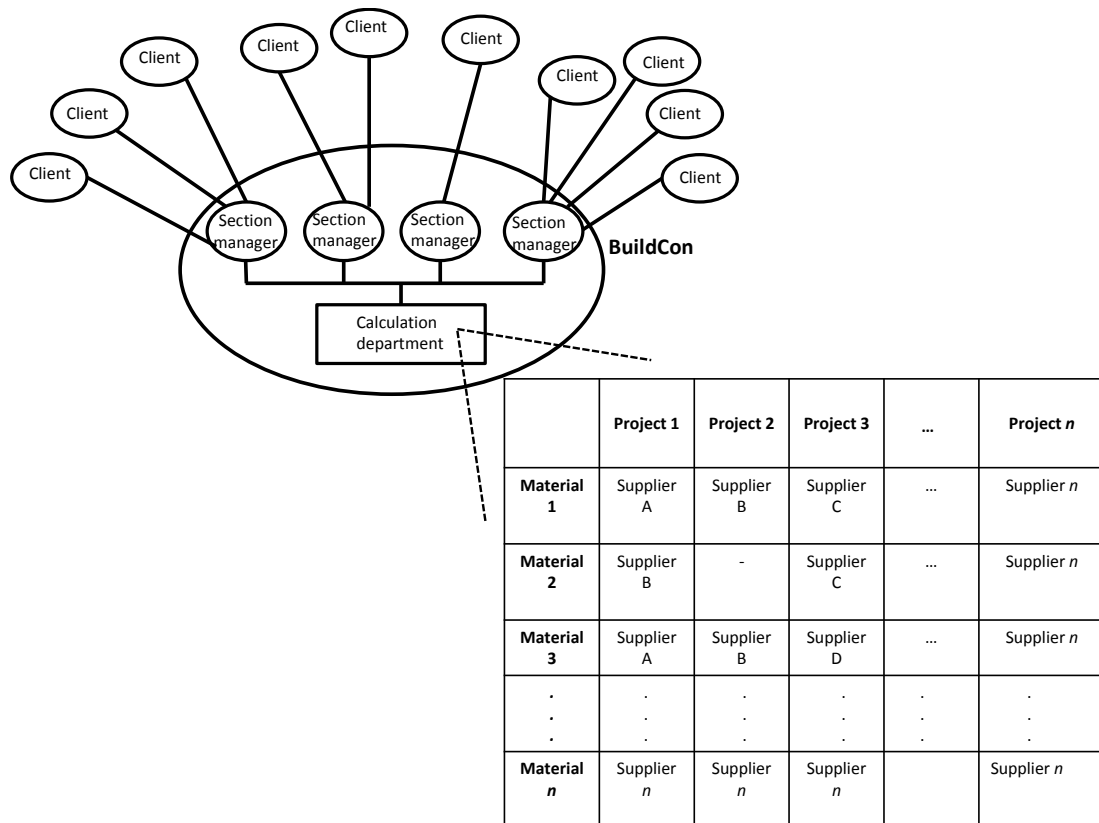 Client
Client
Client
Client
Client
Client
Client
Client
Client
Client
Section
manager
Section
manager
Section
manager
Section
manager
BuildCon
Calculation
department
Project 1 Project 2 Project 3 ... Project n
Material
1
Supplier
A
Supplier
B
Supplier
C
...
Supplier n
Material
2
Supplier
B
-
Supplier
C
...
Supplier n
Material
3
Supplier
A
Supplier
B
Supplier
D
...
Supplier n
. . . . . .
. . . . . .
. . . . . .
Material
n
Supplier
n
Supplier
n
Supplier
n
Supplier n